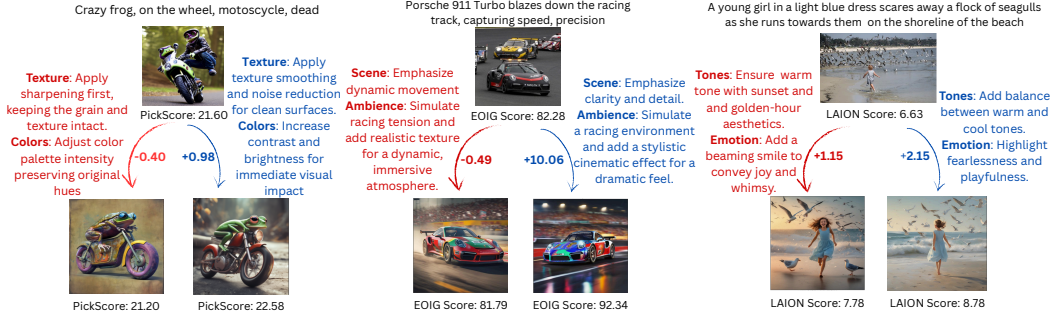 Crazy frog, on the wheel, motoscycle, dead
Texture: Apply
sharpening first,
keeping the grain and
texture intact.
Colors: Adjust color
palette intensity
preserving original
hues
PickScore: 21.60
-0.40
+0.98
Texture: Apply
texture smoothing
and noise reduction
for clean surfaces.
Colors: Increase
contrast and
brightness for
immediate visual
impact
PickScore: 21.20
PickScore: 22.58
Porsche 911 Turbo blazes down the racing
track, capturing speed, precision
Scene: Emphasize
dynamic movement
Ambience: Simulate
racing tension and
add realistic texture
for a dynamic,
immersive
atmosphere.
EOIG Score: 82.28
-0.49
+10.06
Scene: Emphasize
clarity and detail.
Ambience: Simulate
a racing environment
and add a stylistic
cinematic effect for a
dramatic feel.
EOIG Score: 81.79
EOIG Score: 92.34
A young girl in a light blue dress scares away a flock of seagulls
as she runs towards them on the shoreline of the beach
Tones: Ensure warm
tone with sunset and
and golden-hour
aesthetics.
Emotion: Add a
beaming smile to
convey joy and
whimsy.
LAION Score: 6.63
+1.15
+2.15
Tones: Add balance
between warm and
cool tones.
Emotion: Highlight
fearlessness and
playfulness.
LAION Score: 7.78
LAION Score: 8.78